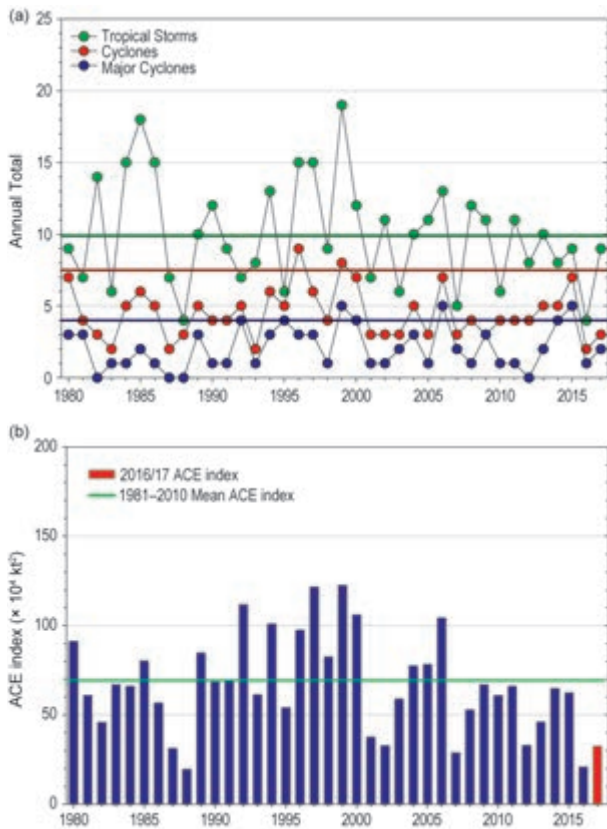 (a)
25
20
15
10
5
0
Annual Total
Tropical Storms
Cyclones
Major Cyclones
1980 1985 1990 1995 2000 2005 2010 2015
(b)
200
150
100
50
0
ACE index (× 10⁴ kt²)
2016/17 ACE index
1981–2010 Mean ACE index
1980 1985 1990 1995 2000 2005 2010 2015